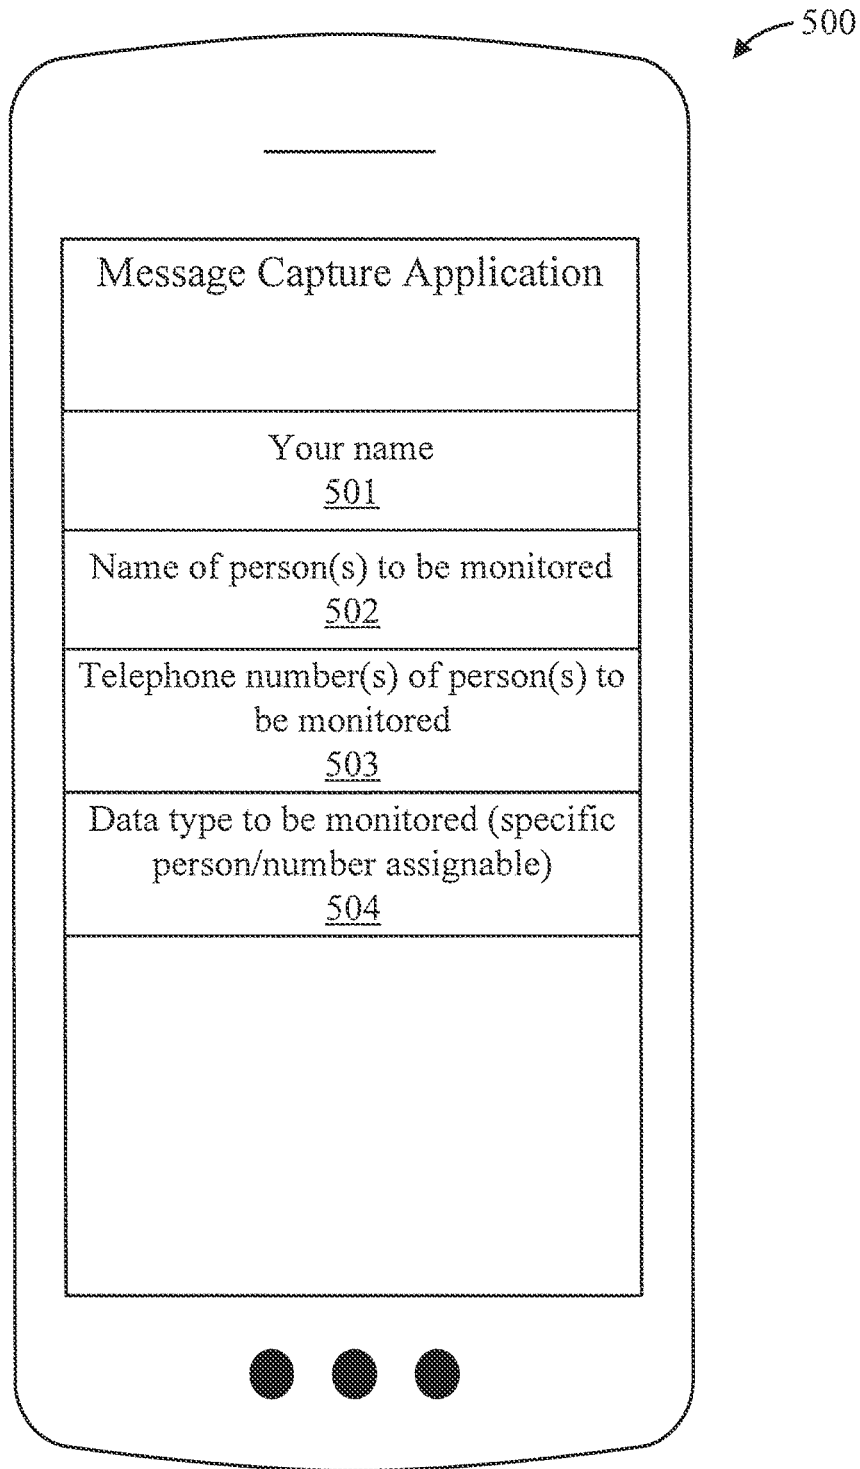 500
Message Capture Application
Your name
501
Name of person(s) to be monitored
502
Telephone number(s) of person(s) to
be monitored
503
Data type to be monitored (specific
person/number assignable)
504